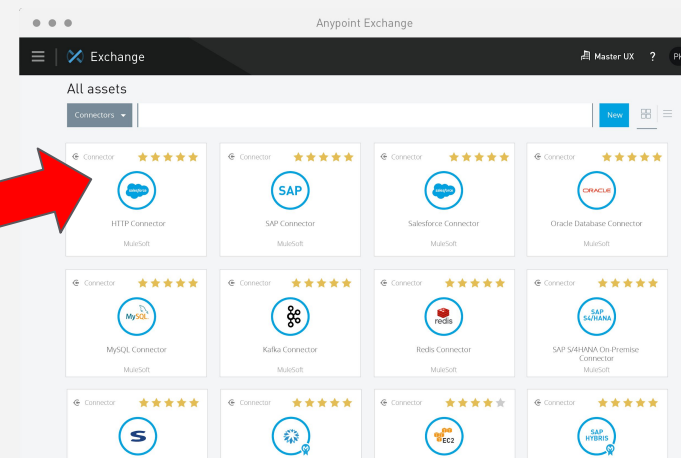 Anypoint Exchange
Exchange
Master UX ? PH
All assets
Connectors
New
Connector Connector Connector Connector
salesforce SAP salesforce ORACLE
HTTP Connector SAP Connector Salesforce Connector Oracle Database Connector
MuleSoft MuleSoft MuleSoft MuleSoft
Connector Connector Connector Connector
MySQL redis SAP S/4HANA
MySQL Connector Kafka Connector Redis Connector SAP S/4HANA On-Premise
Connector
MuleSoft MuleSoft MuleSoft MuleSoft
Connector Connector Connector Connector
S EC2 SAP HYBRIS